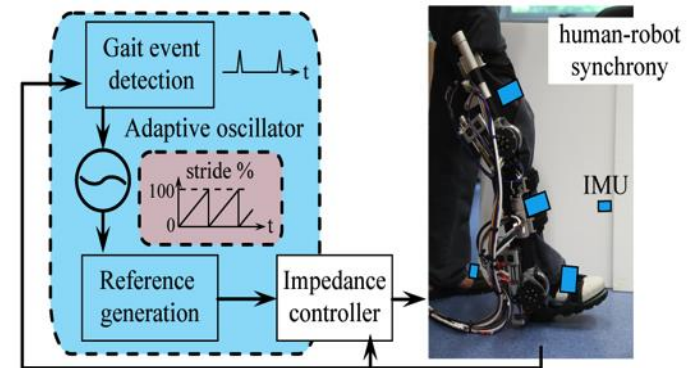 Gait event
detection
t
Adaptive oscillator
stride %
100
0
t
Reference
generation
Impedance
controller
human-robot
synchrony
IMU